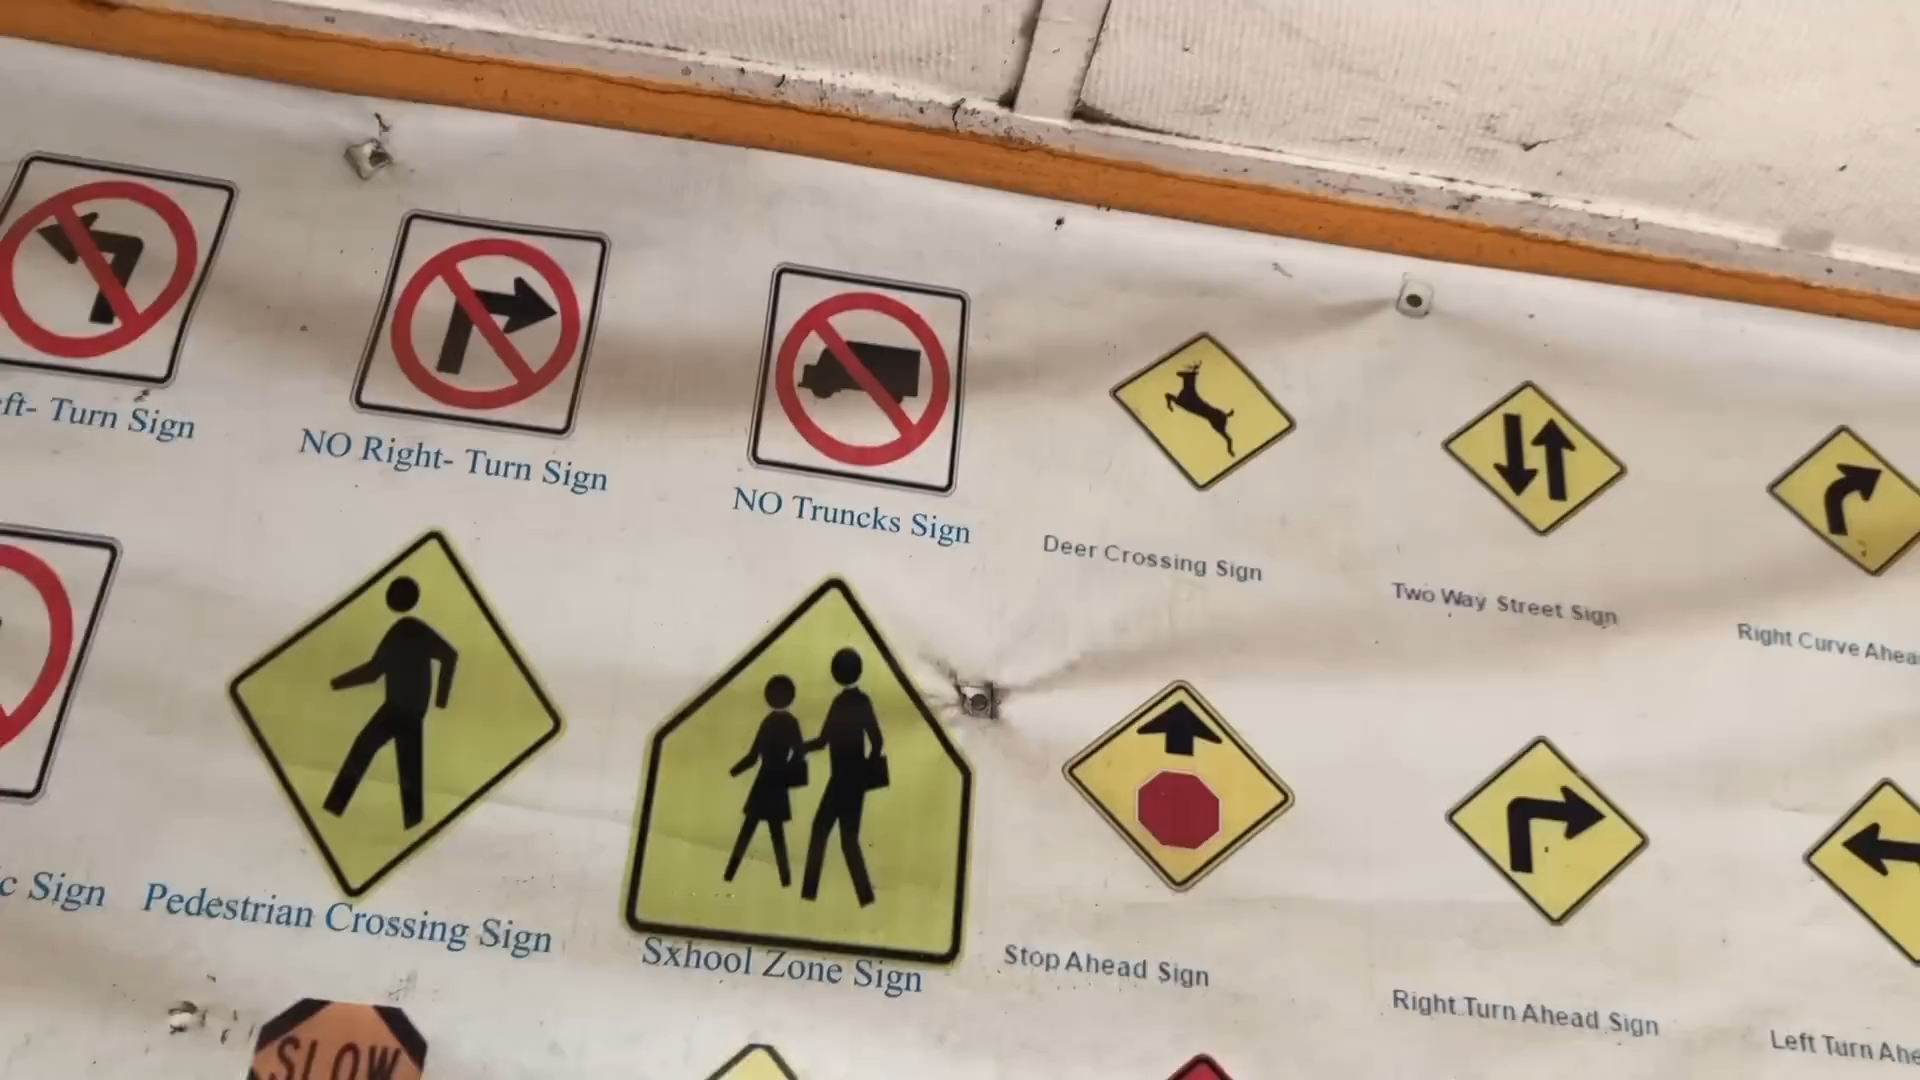 ft- Turn Sign
NO Right- Turn Sign
NO Truncks Sign
Deer Crossing Sign
Two Way Street Sign
Right Curve Ahea
c Sign
Pedestrian Crossing Sign
Sxhool Zone Sign
Stop Ahead Sign
Right Turn Ahead Sign
Left Turn Ahe
SLOW